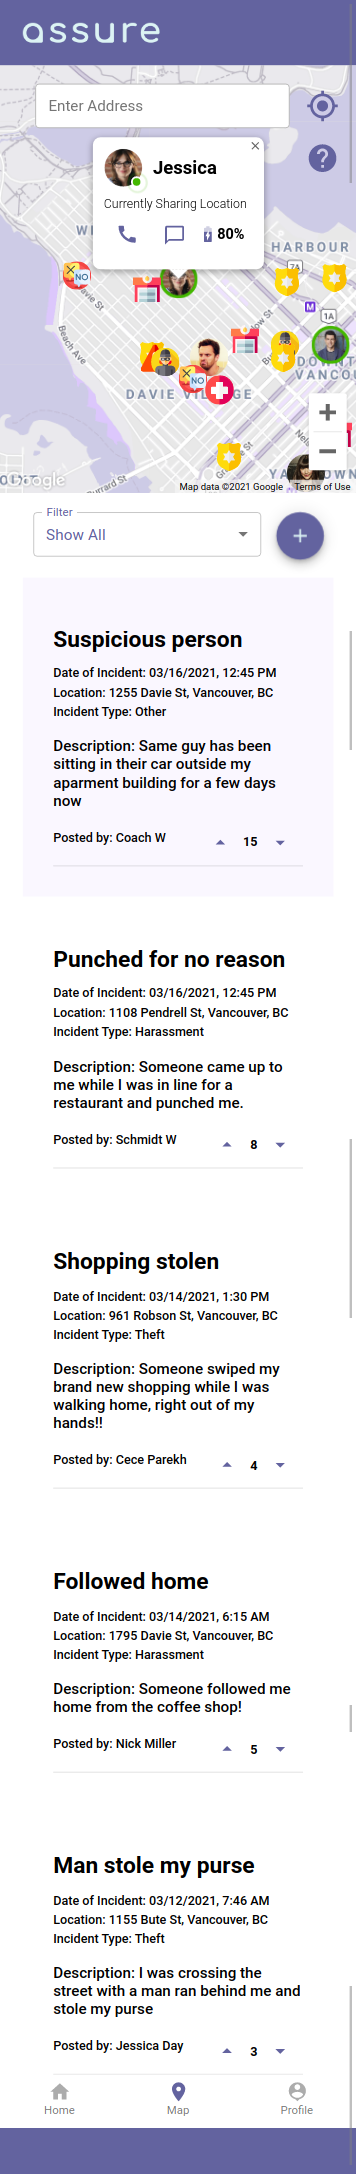 assure
Enter Address
×
Jessica
Currently Sharing Location
80%
HARBOUR
7A
M
1A
Davie St
NO
Beach Ave
NO
DAVIE VILLAGE
Google
Map data ©2021 Google
Terms of Use
Filter
Show All
+
Suspicious person
Date of Incident: 03/16/2021, 12:45 PM
Location: 1255 Davie St, Vancouver, BC
Incident Type: Other
Description: Same guy has been
sitting in their car outside my
aparment building for a few days
now
Posted by: Coach W
15
Punched for no reason
Date of Incident: 03/16/2021, 12:45 PM
Location: 1108 Pendrell St, Vancouver, BC
Incident Type: Harassment
Description: Someone came up to
me while I was in line for a
restaurant and punched me.
Posted by: Schmidt W
8
Shopping stolen
Date of Incident: 03/14/2021, 1:30 PM
Location: 961 Robson St, Vancouver, BC
Incident Type: Theft
Description: Someone swiped my
brand new shopping while I was
walking home, right out of my
hands!!
Posted by: Cece Parekh
4
Followed home
Date of Incident: 03/14/2021, 6:15 AM
Location: 1795 Davie St, Vancouver, BC
Incident Type: Harassment
Description: Someone followed me
home from the coffee shop!
Posted by: Nick Miller
5
Man stole my purse
Date of Incident: 03/12/2021, 7:46 AM
Location: 1155 Bute St, Vancouver, BC
Incident Type: Theft
Description: I was crossing the
street with a man ran behind me and
stole my purse
Posted by: Jessica Day
3
Home
Map
Profile